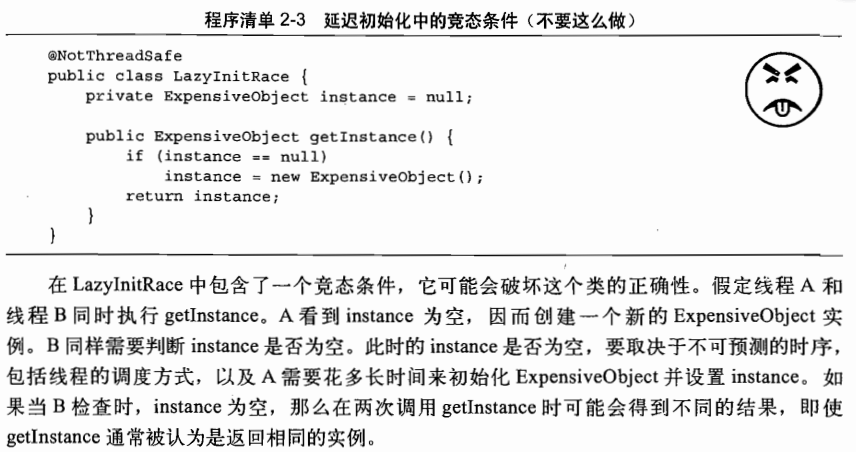 程序清单 2-3 延迟初始化中的竞态条件（不要这么做）
@NotThreadSafe
public class LazyInitRace {
    private ExpensiveObject instance = null;

    public ExpensiveObject getInstance() {
        if (instance == null)
            instance = new ExpensiveObject();
        return instance;
    }
}
在 LazyInitRace 中包含了一个竞态条件，它可能会破坏这个类的正确性。假定线程 A 和
线程 B 同时执行 getInstance。A 看到 instance 为空，因而创建一个新的 ExpensiveObject 实
例。B 同样需要判断 instance 是否为空。此时的 instance 是否为空，要取决于不可预测的时序，
包括线程的调度方式，以及 A 需要花多长时间来初始化 ExpensiveObject 并设置 instance。如
果当 B 检查时，instance 为空，那么在两次调用 getInstance 时可能会得到不同的结果，即使
getInstance 通常被认为是返回相同的实例。